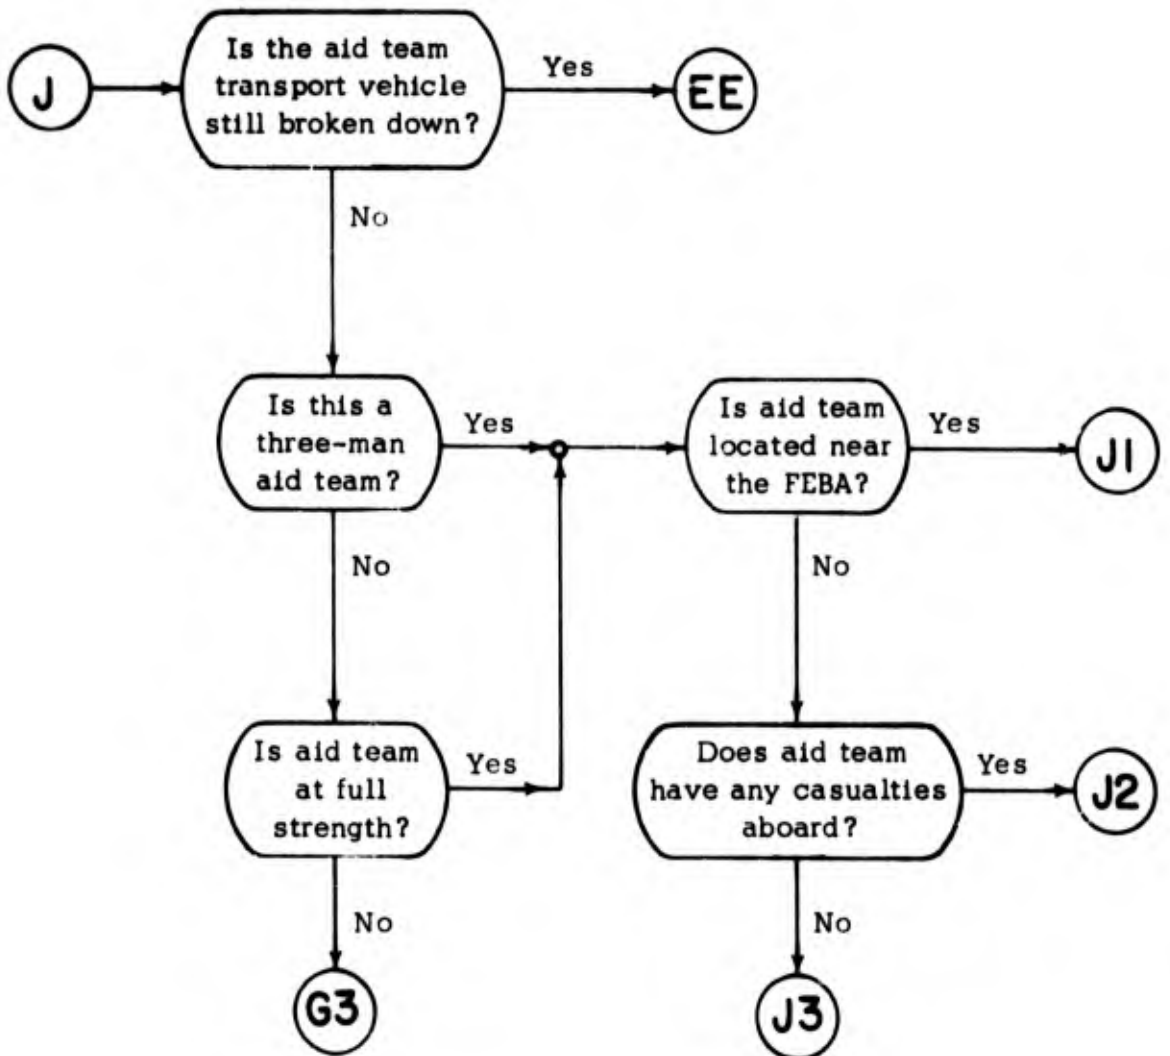 J
Is the aid team
transport vehicle
still broken down?
Yes
EE
No
Is this a
three-man
aid team?
Yes
Is aid team
located near
the FEBA?
Yes
J1
No
No
Is aid team
at full
strength?
Yes
Does aid team
have any casualties
aboard?
Yes
J2
No
No
G3
J3